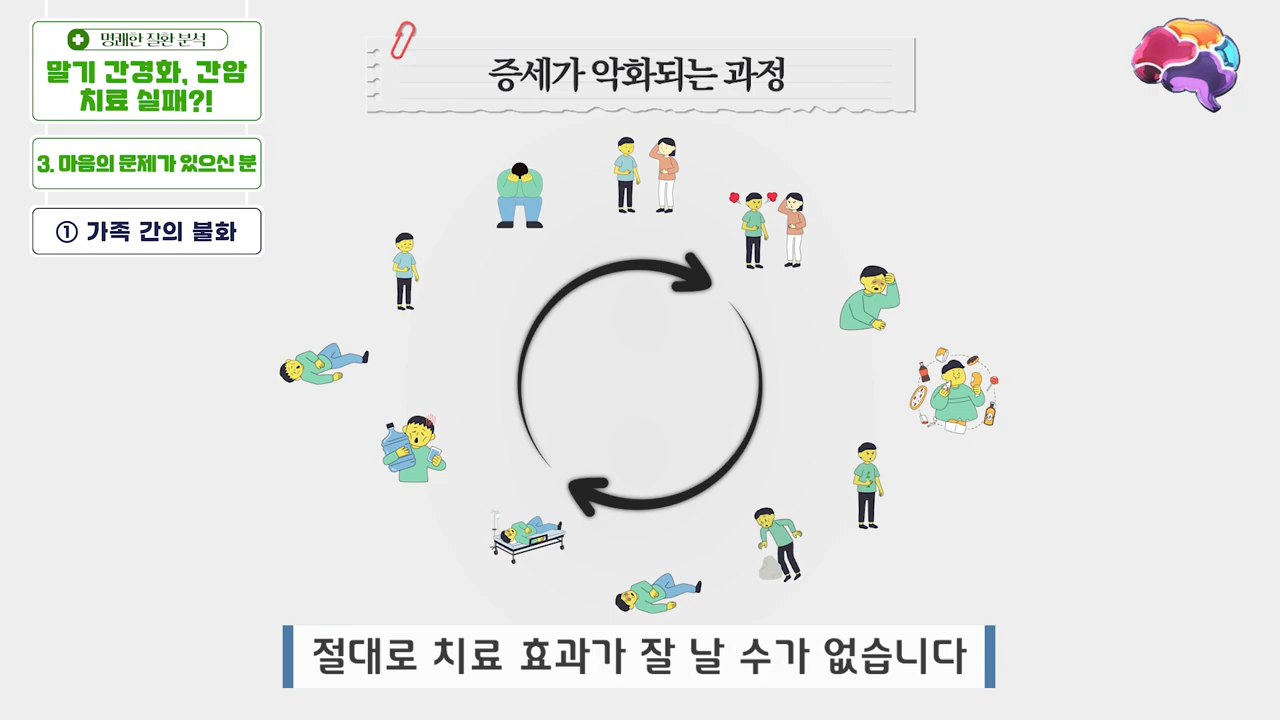 명쾌한 질환 분석
말기 간경화, 간암
치료 실패?!
3. 마음의 문제가 있으신 분
① 가족 간의 불화
증세가 악화되는 과정
절대로 치료 효과가 잘 날 수가 없습니다